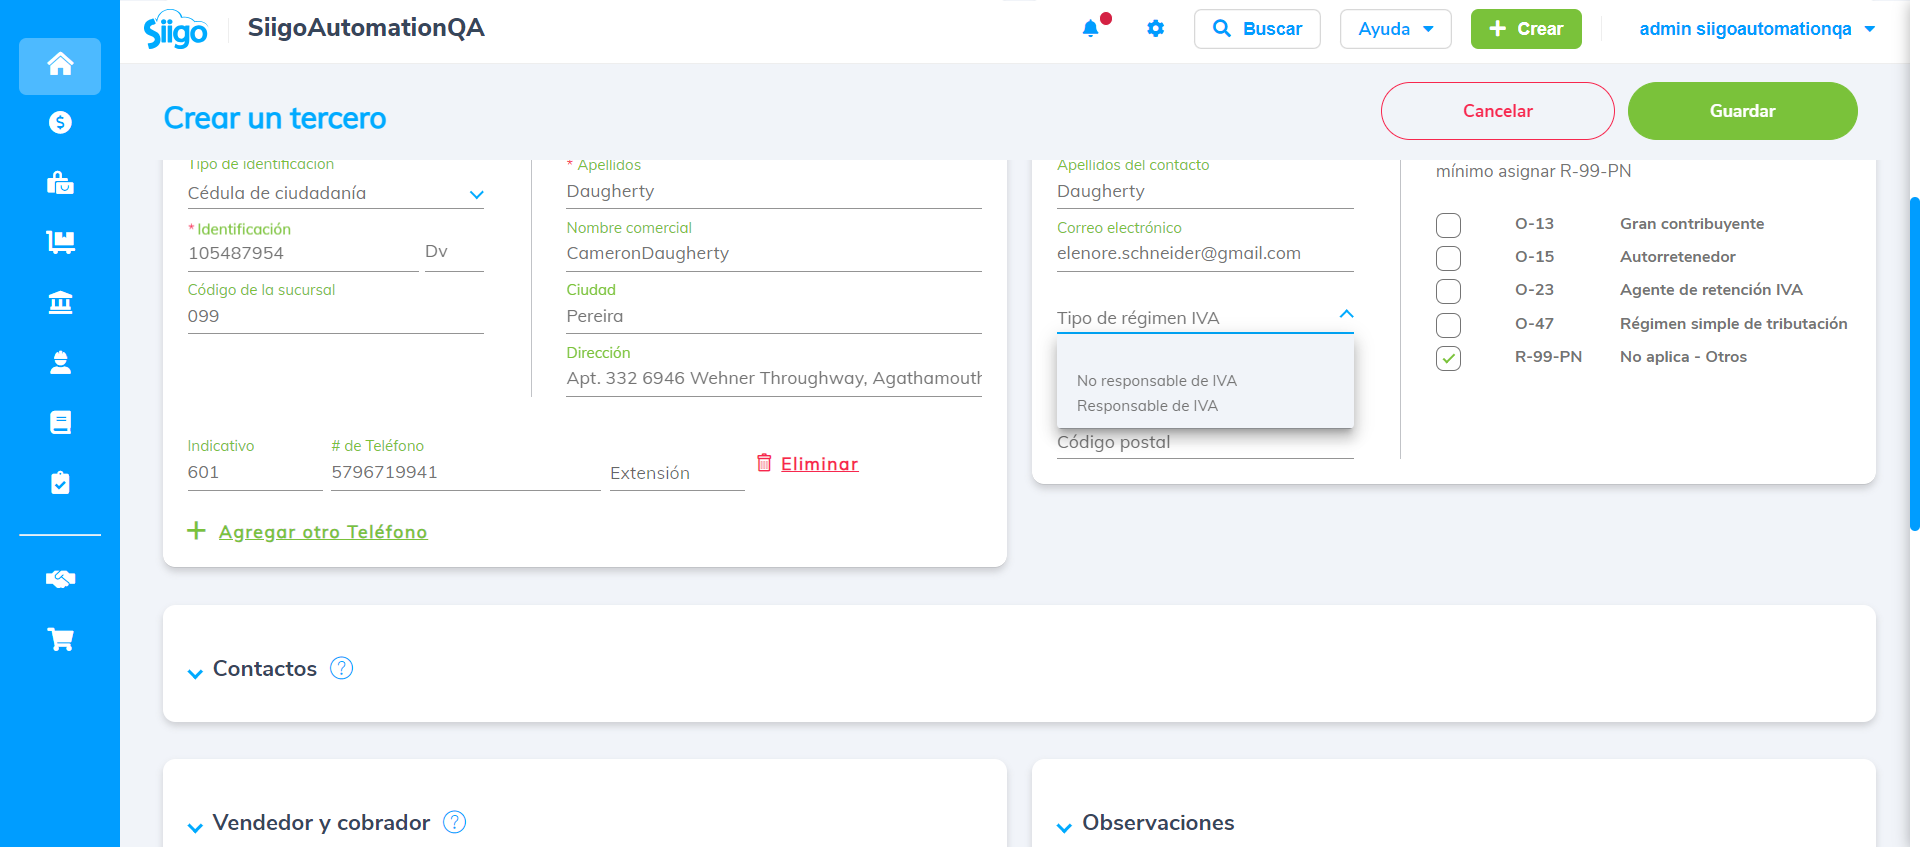 Siigo
SiigoAutomationQA
Buscar
Ayuda
Crear
admin siigoautomationqa
Crear un tercero
Cancelar
Guardar
Tipo de identificación
Cédula de ciudadanía
* Identificación
105487954
Dv
Código de la sucursal
099
* Apellidos
Daugherty
Nombre comercial
CameronDaugherty
Ciudad
Pereira
Dirección
Apt. 332 6946 Wehner Throughway, Agathamouth
Indicativo
601
# de Teléfono
5796719941
Extensión
Eliminar
Agregar otro Teléfono
Apellidos del contacto
Daugherty
Correo electrónico
elenore.schneider@gmail.com
Tipo de régimen IVA
No responsable de IVA
Responsable de IVA
Código postal
mínimo asignar R-99-PN
O-13 Gran contribuyente
O-15 Autorretenedor
O-23 Agente de retención IVA
O-47 Régimen simple de tributación
R-99-PN No aplica - Otros
Contactos ?
Vendedor y cobrador ?
Observaciones